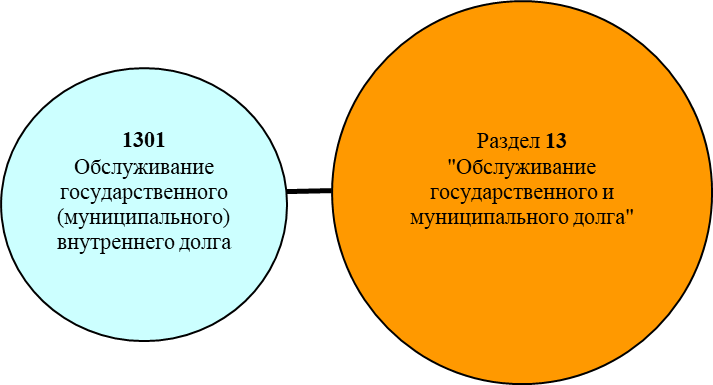 1301
Обслуживание
государственного
(муниципального)
внутреннего долга
Раздел 13
"Обслуживание
государственного и
муниципального долга"